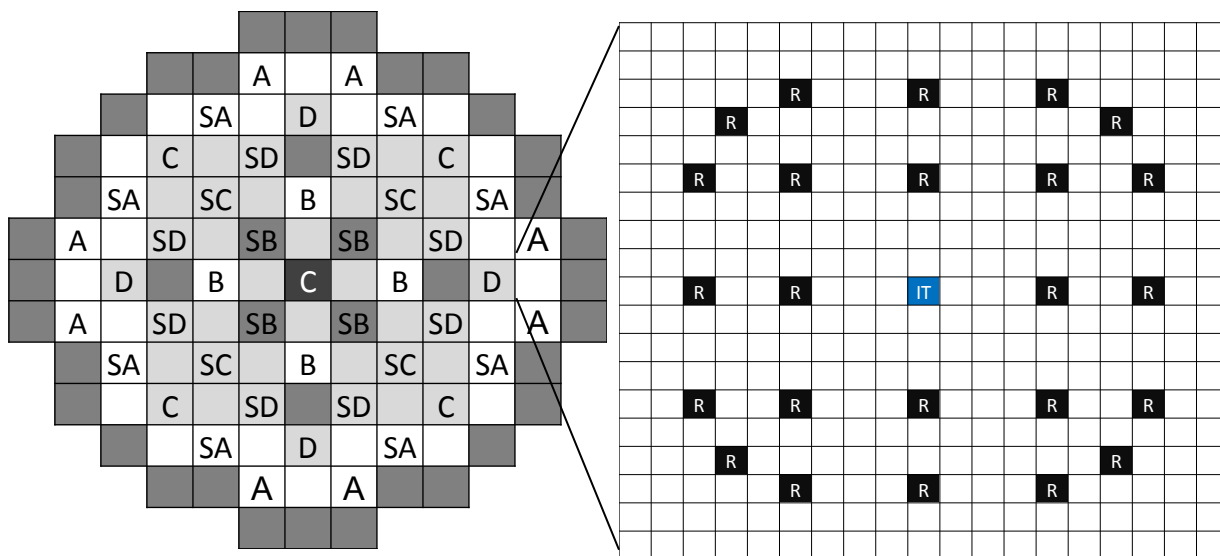 A A
SA D SA
C SD SD C
SA SC B SC SA
A SD SB SB SD A
D B C B D
A SD SB SB SD A
SA SC B SC SA
C SD SD C
SA D SA
A A
R R R
R R
R R R R R
R R IT R R
R R R R R
R R
R R R